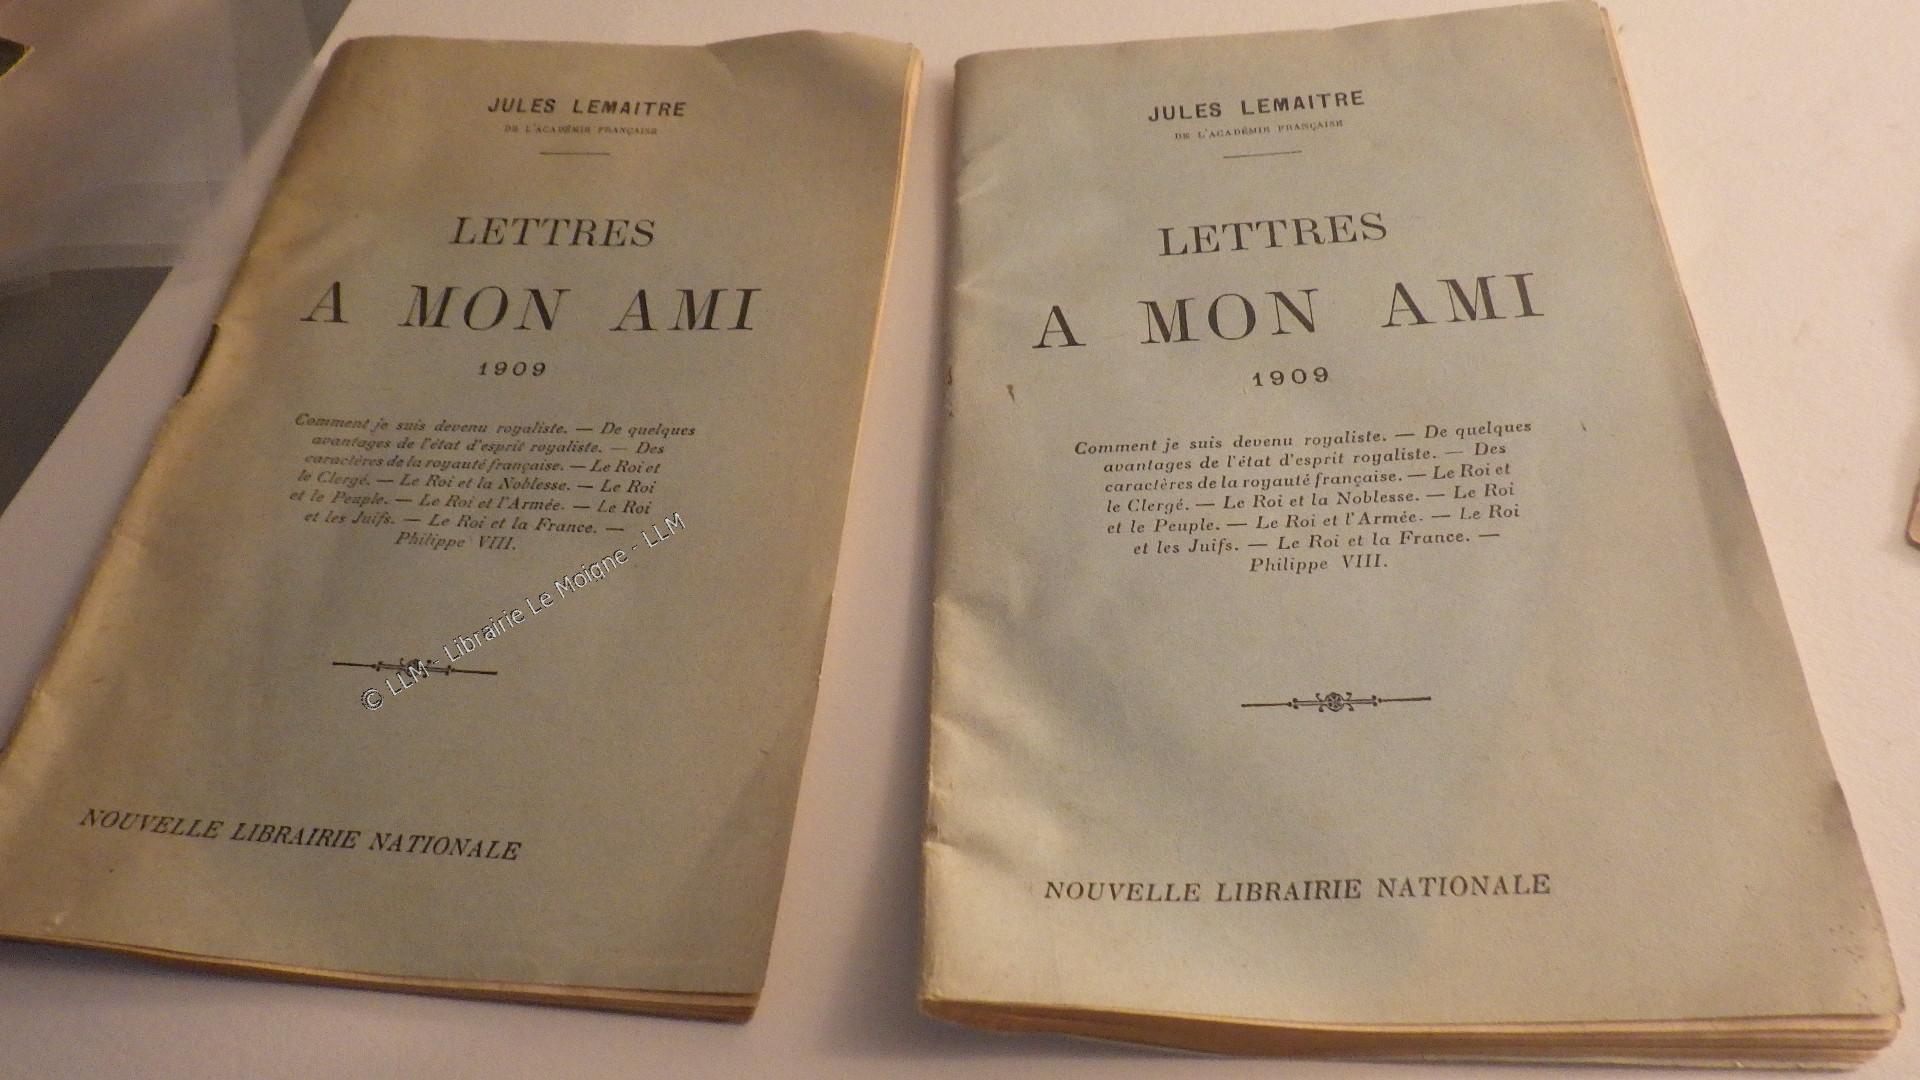 JULES LEMAITRE
DE L'ACADÉMIE FRANÇAISE
LETTRES
A MON AMI
1909
Comment je suis devenu royaliste. — De quelques
avantages de l'état d'esprit royaliste. — Des
caractères de la royauté française. — Le Roi et
le Clergé. — Le Roi et la Noblesse. — Le Roi
et le Peuple. — Le Roi et l'Armée. — Le Roi
et les Juifs. — Le Roi et la France. —
Philippe VIII.
© LLM - Librairie Le Moigne - LLM
NOUVELLE LIBRAIRIE NATIONALE
JULES LEMAITRE
DE L'ACADÉMIE FRANÇAISE
LETTRES
A MON AMI
1909
Comment je suis devenu royaliste. — De quelques
avantages de l'état d'esprit royaliste. — Des
caractères de la royauté française. — Le Roi et
le Clergé. — Le Roi et la Noblesse. — Le Roi
et le Peuple. — Le Roi et l'Armée. — Le Roi
et les Juifs. — Le Roi et la France. —
Philippe VIII.
NOUVELLE LIBRAIRIE NATIONALE